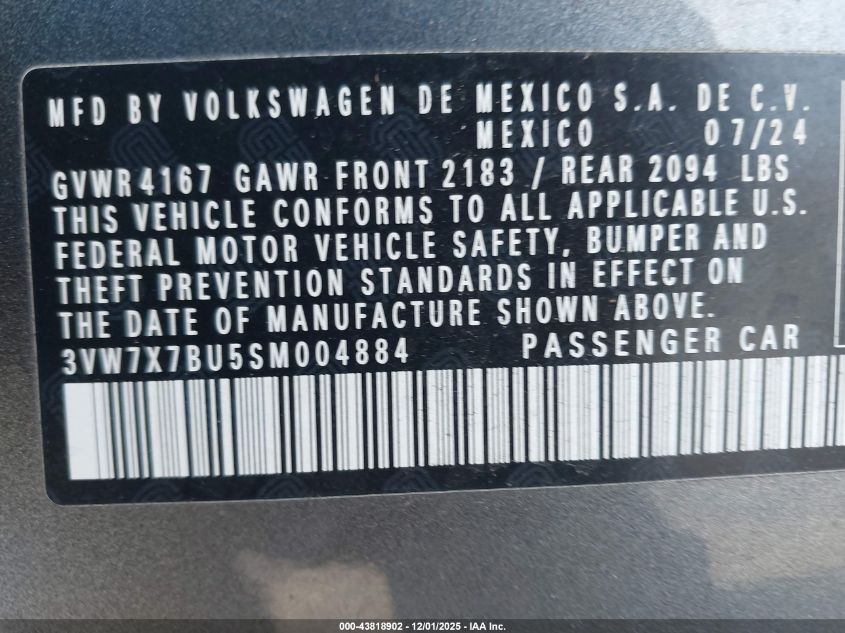 MFD BY VOLKSWAGEN DE MEXICO S.A. DE C.V.
MEXICO 07/24
GVWR 4167 GAWR FRONT 2183 / REAR 2094 LBS
THIS VEHICLE CONFORMS TO ALL APPLICABLE U.S.
FEDERAL MOTOR VEHICLE SAFETY, BUMPER AND
THEFT PREVENTION STANDARDS IN EFFECT ON
THE DATE OF MANUFACTURE SHOWN ABOVE.
3VW7X7BU5SM004884 PASSENGER CAR
000-43818902 - 12/01/2025 - IAA Inc.